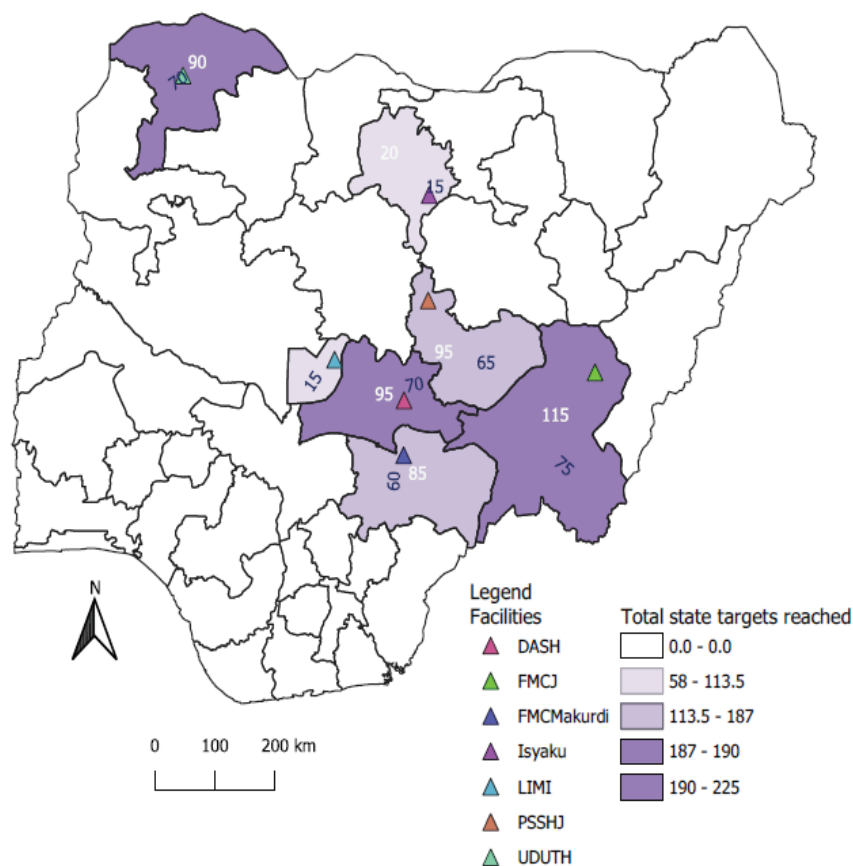 90
70
20
15
95
65
15
70
95
115
75
60
85
N
0 100 200 km
Legend
Facilities
DASH
FMCJ
FMCMakurdi
Isyaku
LIMI
PSSHJ
UDUTH
Total state targets reached
0.0 - 0.0
58 - 113.5
113.5 - 187
187 - 190
190 - 225